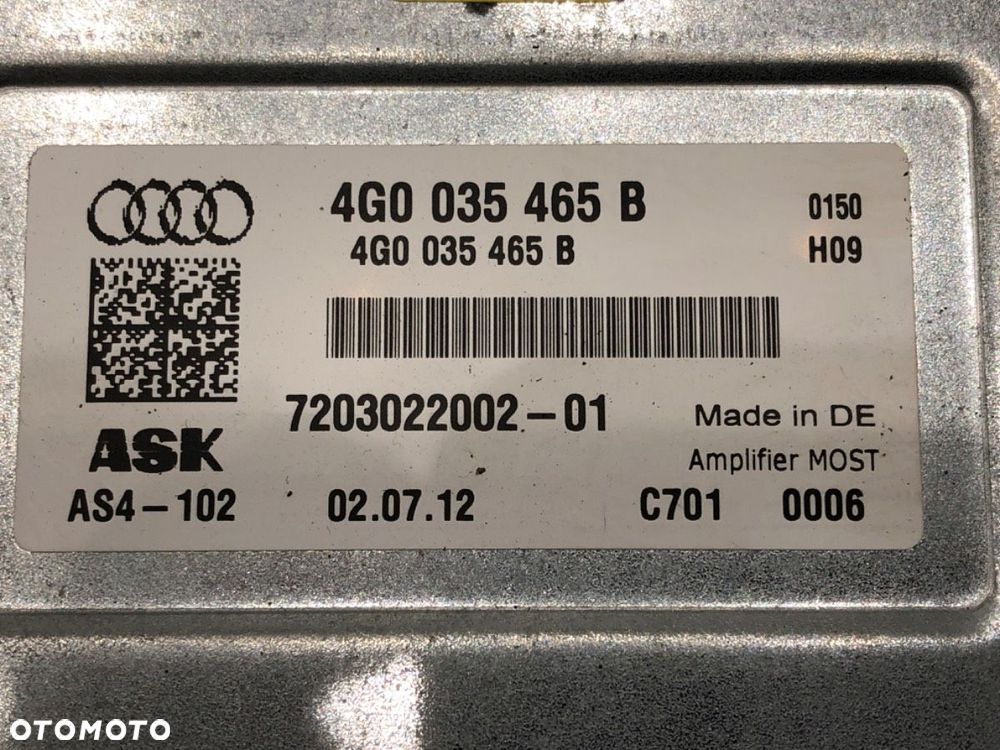 4G0 035 465 B 0150
4G0 035 465 B H09
7203022002-01
Made in DE
ASK
Amplifier MOST
AS4-102 02.07.12 C701 0006
OTOMOTO